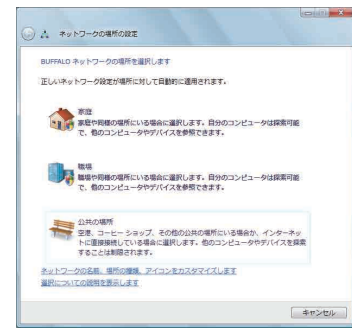 ネットワークの場所の設定
BUFFALO ネットワークの場所を選択します
正しいネットワーク設定が場所に対して自動的に適用されます。
家庭
家庭や同様の場所にいる場合に選択します。自分のコンピュータは探索可能
で、他のコンピュータやデバイスを参照できます。
職場
職場や同様の場所にいる場合に選択します。自分のコンピュータは探索可能
で、他のコンピュータやデバイスを参照できます。
公共の場所
空港、コーヒー ショップ、その他の公共の場所にいる場合か、インターネッ
トに直接接続している場合に選択します。他のコンピュータやデバイスを探索
することは制限されます。
ネットワークの名前、場所の種類、アイコンをカスタマイズします
選択についての説明を表示します
キャンセル